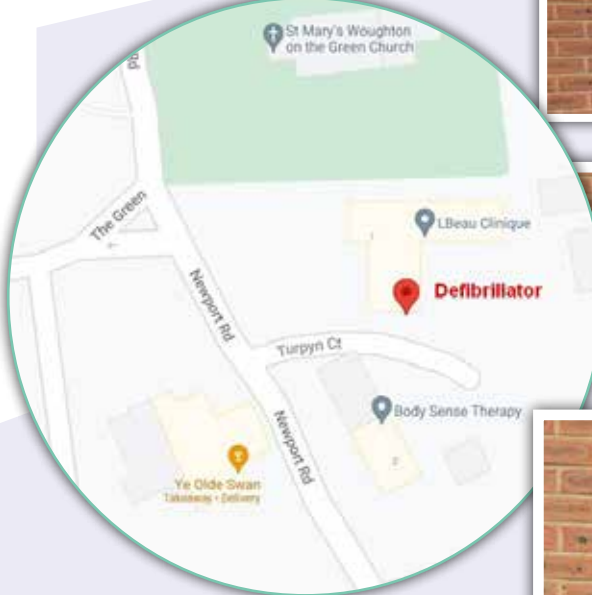 St Mary's Woughton
on the Green Church
Rd
The Green
LBeau Clinique
Defibrillator
Newport Rd
Turpyn Ct
Body Sense Therapy
Newport Rd
Ye Olde Swan
Takeaway • Delivery